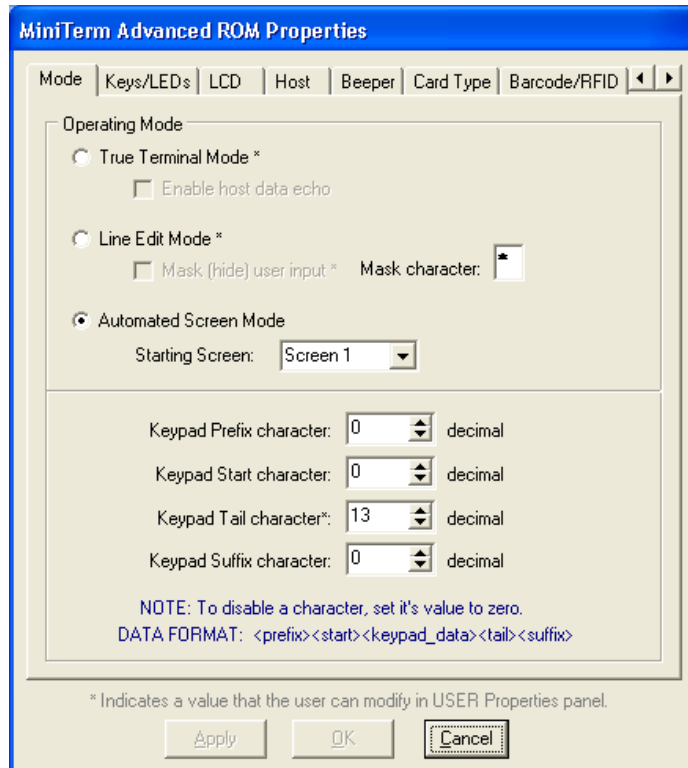 MiniTerm Advanced ROM Properties
Mode Keys/LEDs LCD Host Beeper Card Type Barcode/RFID
Operating Mode
True Terminal Mode *
Enable host data echo
Line Edit Mode *
Mask (hide) user input * Mask character: *
Automated Screen Mode
Starting Screen: Screen 1
Keypad Prefix character: 0 decimal
Keypad Start character: 0 decimal
Keypad Tail character*: 13 decimal
Keypad Suffix character: 0 decimal
NOTE: To disable a character, set it's value to zero.
DATA FORMAT: <prefix><start><keypad_data><tail><suffix>
* Indicates a value that the user can modify in USER Properties panel.
Apply OK Cancel